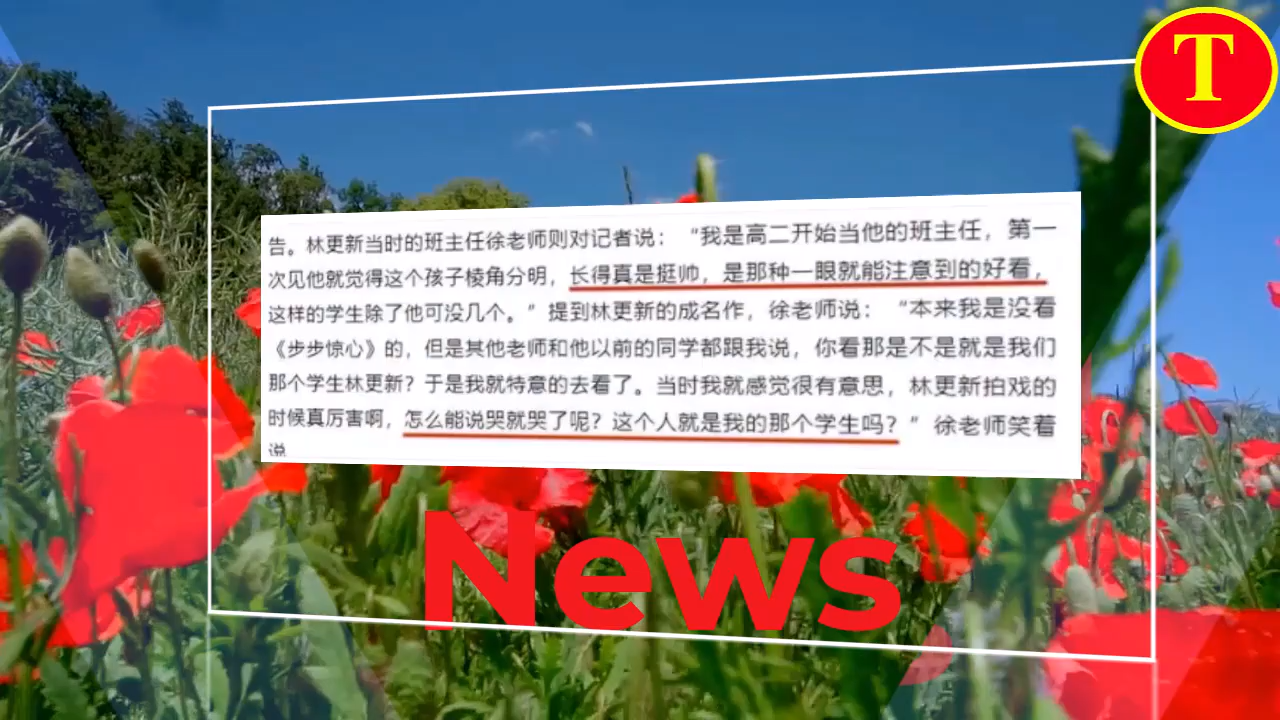 T
告。林更新当时的班主任徐老师则对记者说：“我是高二开始当他的班主任，第一
次见他就觉得这个孩子棱角分明，长得真是挺帅，是那种一眼就能注意到的好看，
这样的学生除了他可没几个。”提到林更新的成名作，徐老师说：“本来我是没看
《步步惊心》的，但是其他老师和他以前的同学都跟我说，你看那是不是就是我们
那个学生林更新？于是我就特意的去看了。当时我就感觉很有意思，林更新拍戏的
时候真厉害啊，怎么能说哭就哭了呢？这个人就是我的那个学生吗？”徐老师笑着
说
News